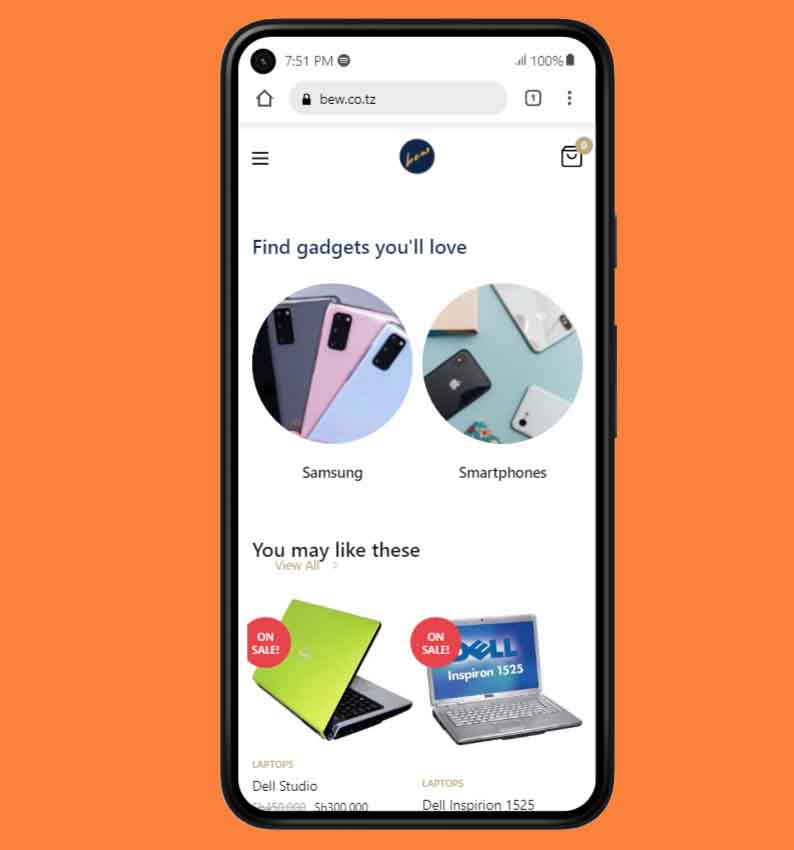 7:51 PM
100%
bew.co.tz
1
bew
0
Find gadgets you'll love
Samsung
Smartphones
You may like these
View All
ON
SALE!
ON
SALE!
DELL
Inspiron 1525
LAPTOPS
Dell Studio
Sh450,000 Sh300,000
LAPTOPS
Dell Inspirion 1525